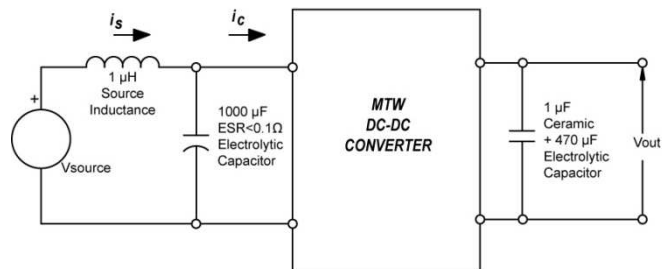 is
ic
1 µH
Source
Inductance
+
Vsource
1000 µF
ESR<0.1Ω
Electrolytic
Capacitor
MTW
DC-DC
CONVERTER
1 µF
Ceramic
+ 470 µF
Electrolytic
Capacitor
Vout